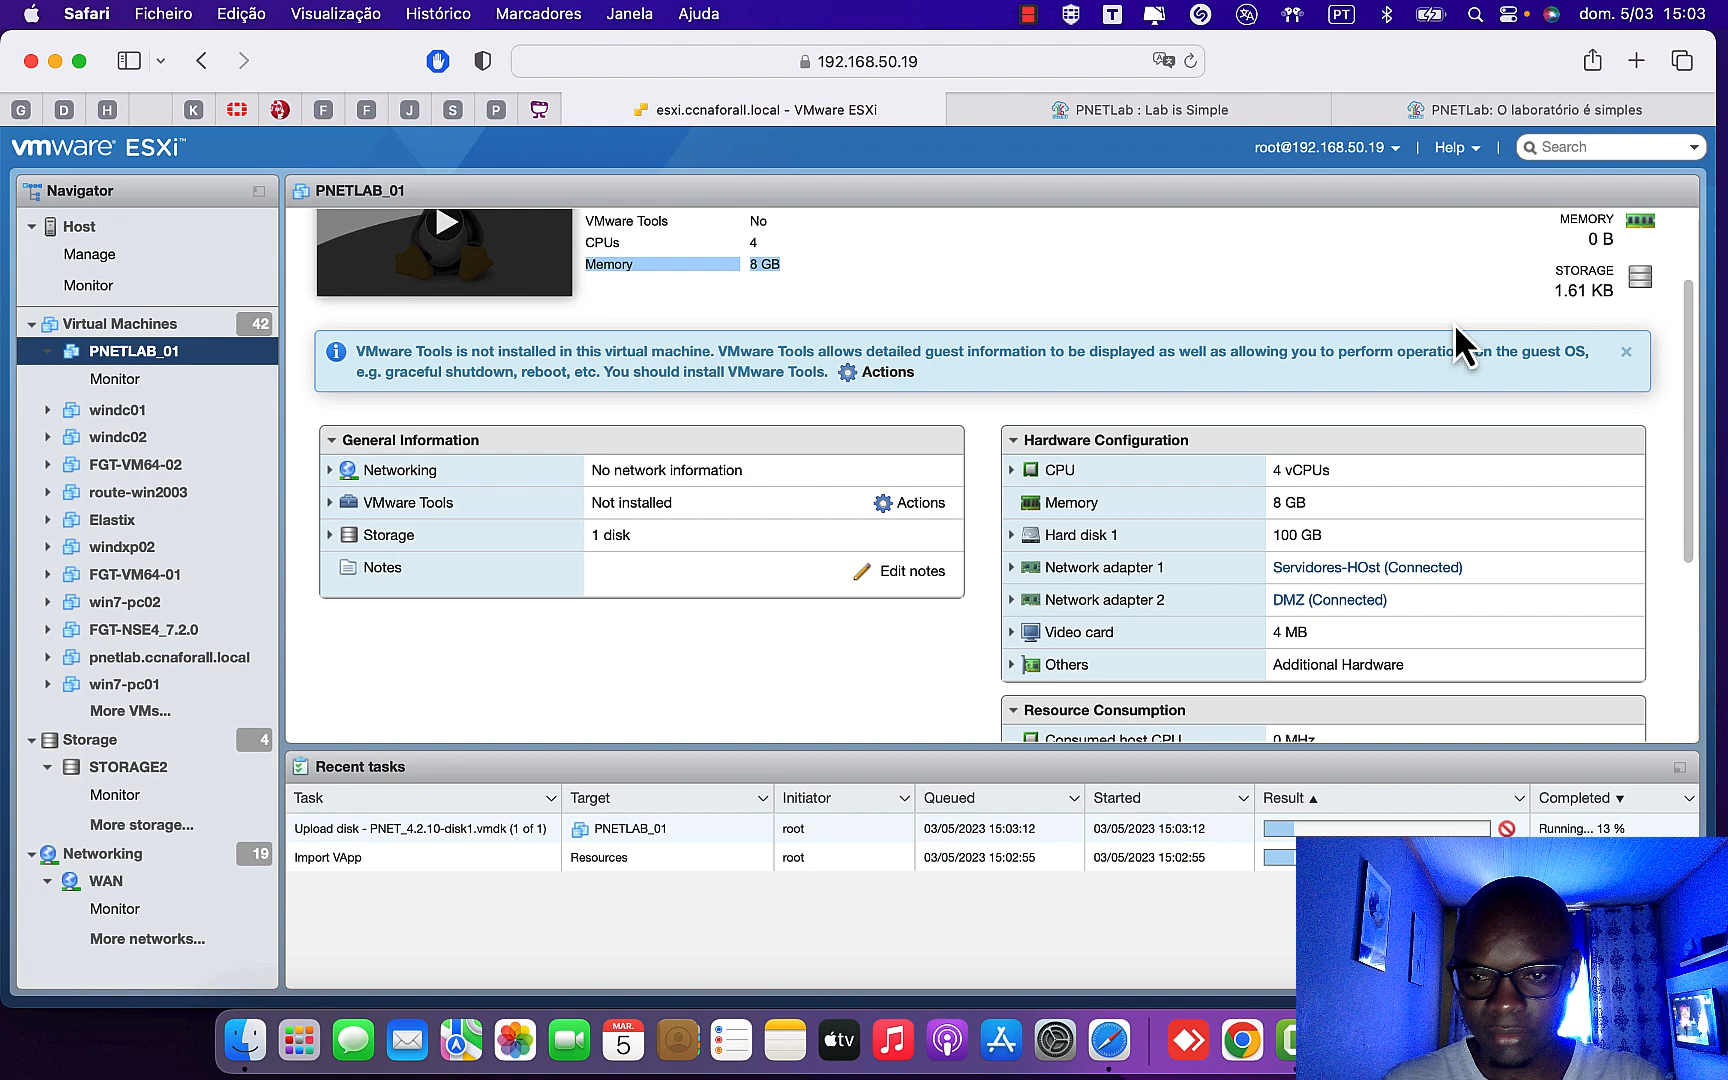 Safari Ficheiro Edição Visualização Histórico Marcadores Janela Ajuda T PT dom. 5/03 15:03
192.168.50.19
G D H K F F J S P esxi.ccnaforall.local - VMware ESXi PNETLab : Lab is Simple PNETLab: O laboratório é simples
vmware ESXi™ root@192.168.50.19 | Help | Search
Navigator
Host
Manage
Monitor
Virtual Machines 42
PNETLAB_01
Monitor
windc01
windc02
FGT-VM64-02
route-win2003
Elastix
windxp02
FGT-VM64-01
win7-pc02
FGT-NSE4_7.2.0
pnetlab.ccnaforall.local
win7-pc01
More VMs...
Storage 4
STORAGE2
Monitor
More storage...
Networking 19
WAN
Monitor
More networks...
PNETLAB_01
VMware Tools No
CPUs 4
Memory 8 GB
MEMORY
0 B
STORAGE
1.61 KB
VMware Tools is not installed in this virtual machine. VMware Tools allows detailed guest information to be displayed as well as allowing you to perform on the guest OS,
e.g. graceful shutdown, reboot, etc. You should install VMware Tools. Actions
General Information
Networking No network information
VMware Tools Not installed Actions
Storage 1 disk
Notes Edit notes
Hardware Configuration
CPU 4 vCPUs
Memory 8 GB
Hard disk 1 100 GB
Network adapter 1 Servidores-HOst (Connected)
Network adapter 2 DMZ (Connected)
Video card 4 MB
Others Additional Hardware
Resource Consumption
Consumed host CPU 0 MHz
Recent tasks
Task Target Initiator Queued Started Result ▲ Completed ▼
Upload disk - PNET_4.2.10-disk1.vmdk (1 of 1) PNETLAB_01 root 03/05/2023 15:03:12 03/05/2023 15:03:12 Running... 13 %
Import VApp Resources root 03/05/2023 15:02:55 03/05/2023 15:02:55
MAR.
5
tv